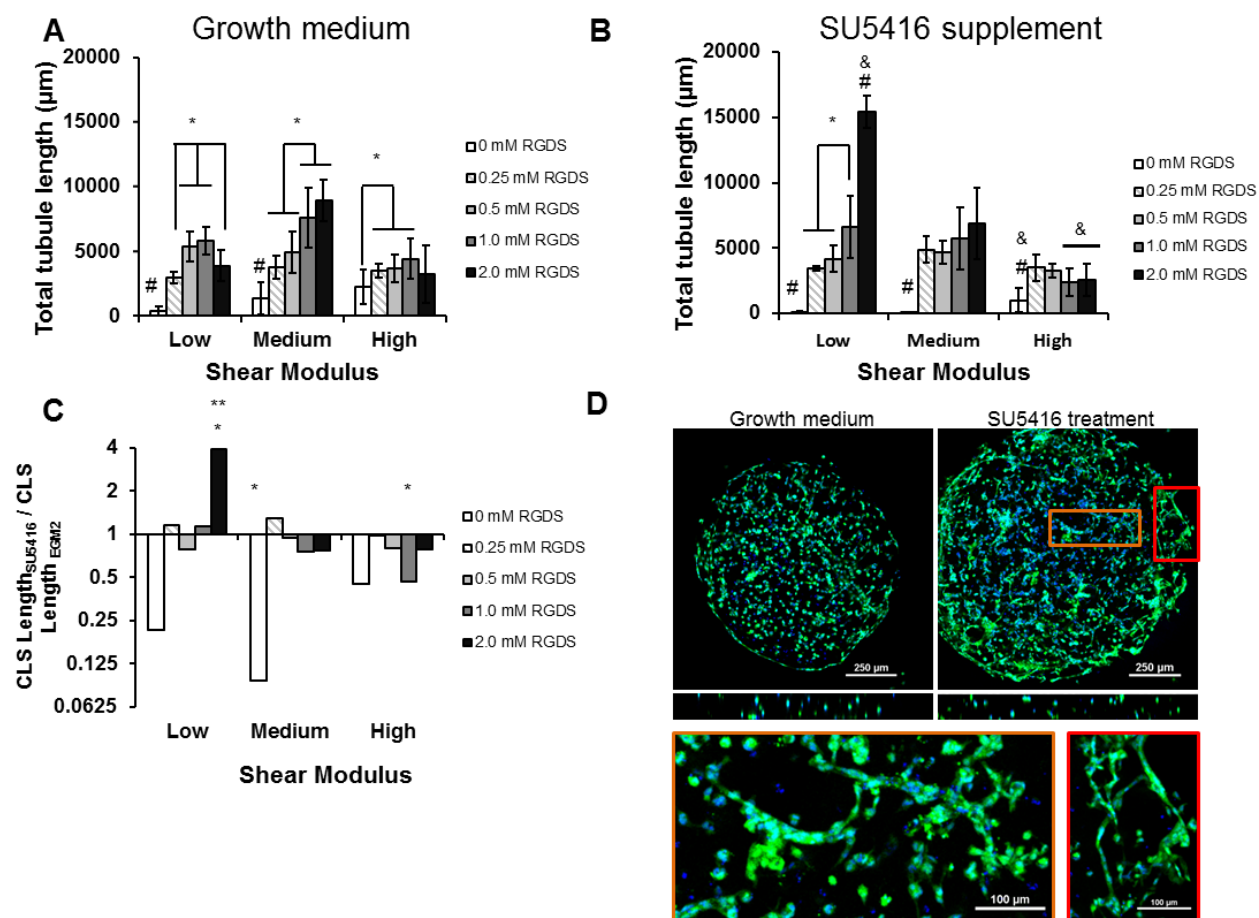 A
Growth medium
Total tubule length (µm)
20000
15000
10000
5000
0
*
*
*
#
#
Low
Medium
High
Shear Modulus
0 mM RGDS
0.25 mM RGDS
0.5 mM RGDS
1.0 mM RGDS
2.0 mM RGDS
B
SU5416 supplement
Total tubule length (µm)
20000
15000
10000
5000
0
&
#
*
#
#
&
#
&
Low
Medium
High
Shear Modulus
0 mM RGDS
0.25 mM RGDS
0.5 mM RGDS
1.0 mM RGDS
2.0 mM RGDS
C
CLS Length SU5416 / CLS
Length EGM2
4
2
1
0.5
0.25
0.125
0.0625
**
*
*
*
Low
Medium
High
Shear Modulus
0 mM RGDS
0.25 mM RGDS
0.5 mM RGDS
1.0 mM RGDS
2.0 mM RGDS
D
Growth medium
SU5416 treatment
250 µm
250 µm
100 µm
100 µm